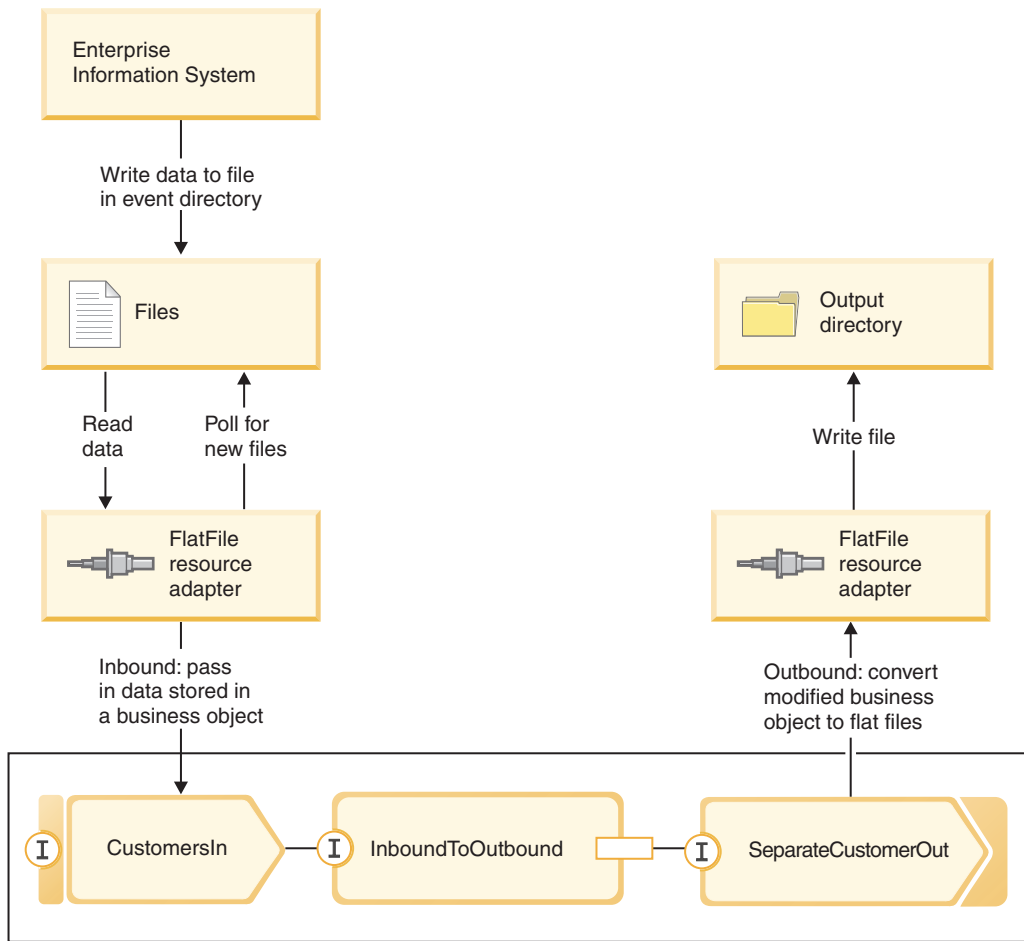 Enterprise
Information System
Write data to file
in event directory
Files
Read
data
Poll for
new files
FlatFile
resource
adapter
Inbound: pass
in data stored in
a business object
Output
directory
Write file
FlatFile
resource
adapter
Outbound: convert
modified business
object to flat files
I
CustomersIn
I
InboundToOutbound
I
SeparateCustomerOut